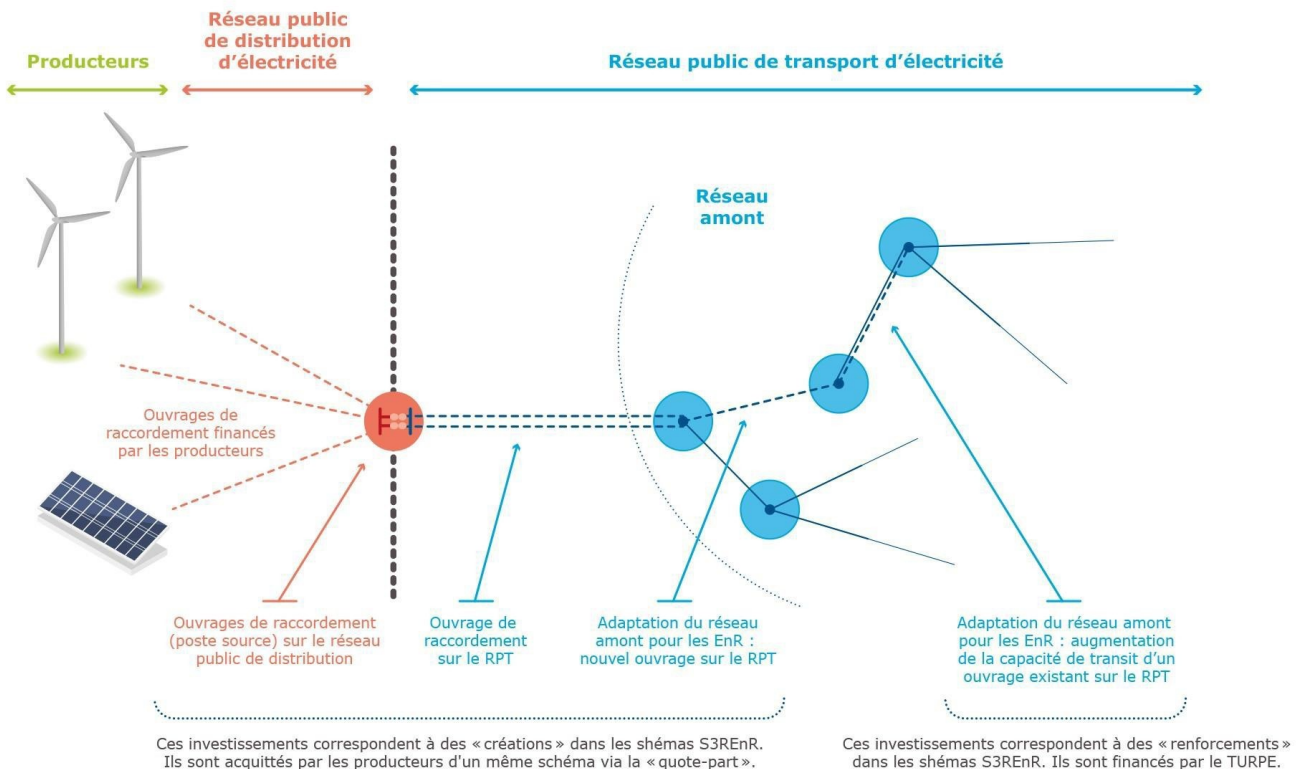 Producteurs
Réseau public
de distribution
d’électricité
Réseau public de transport d’électricité
Réseau
amont
Ouvrages de
raccordement financés
par les producteurs
Ouvrages de raccordement
(poste source) sur le réseau
public de distribution
Ouvrage de
raccordement
sur le RPT
Adaptation du réseau
amont pour les EnR :
nouvel ouvrage sur le RPT
Adaptation du réseau amont
pour les EnR : augmentation
de la capacité de transit d’un
ouvrage existant sur le RPT
Ces investissements correspondent à des « créations » dans les shémas S3REnR.
Ils sont acquittés par les producteurs d'un même schéma via la « quote-part ».
Ces investissements correspondent à des « renforcements »
dans les shémas S3REnR. Ils sont financés par le TURPE.